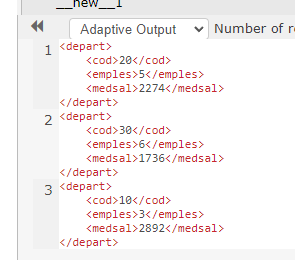 __new__1
Adaptive Output
Number of r
1
<depart>
<cod>20</cod>
<emples>5</emples>
<medsal>2274</medsal>
</depart>
2
<depart>
<cod>30</cod>
<emples>6</emples>
<medsal>1736</medsal>
</depart>
3
<depart>
<cod>10</cod>
<emples>3</emples>
<medsal>2892</medsal>
</depart>